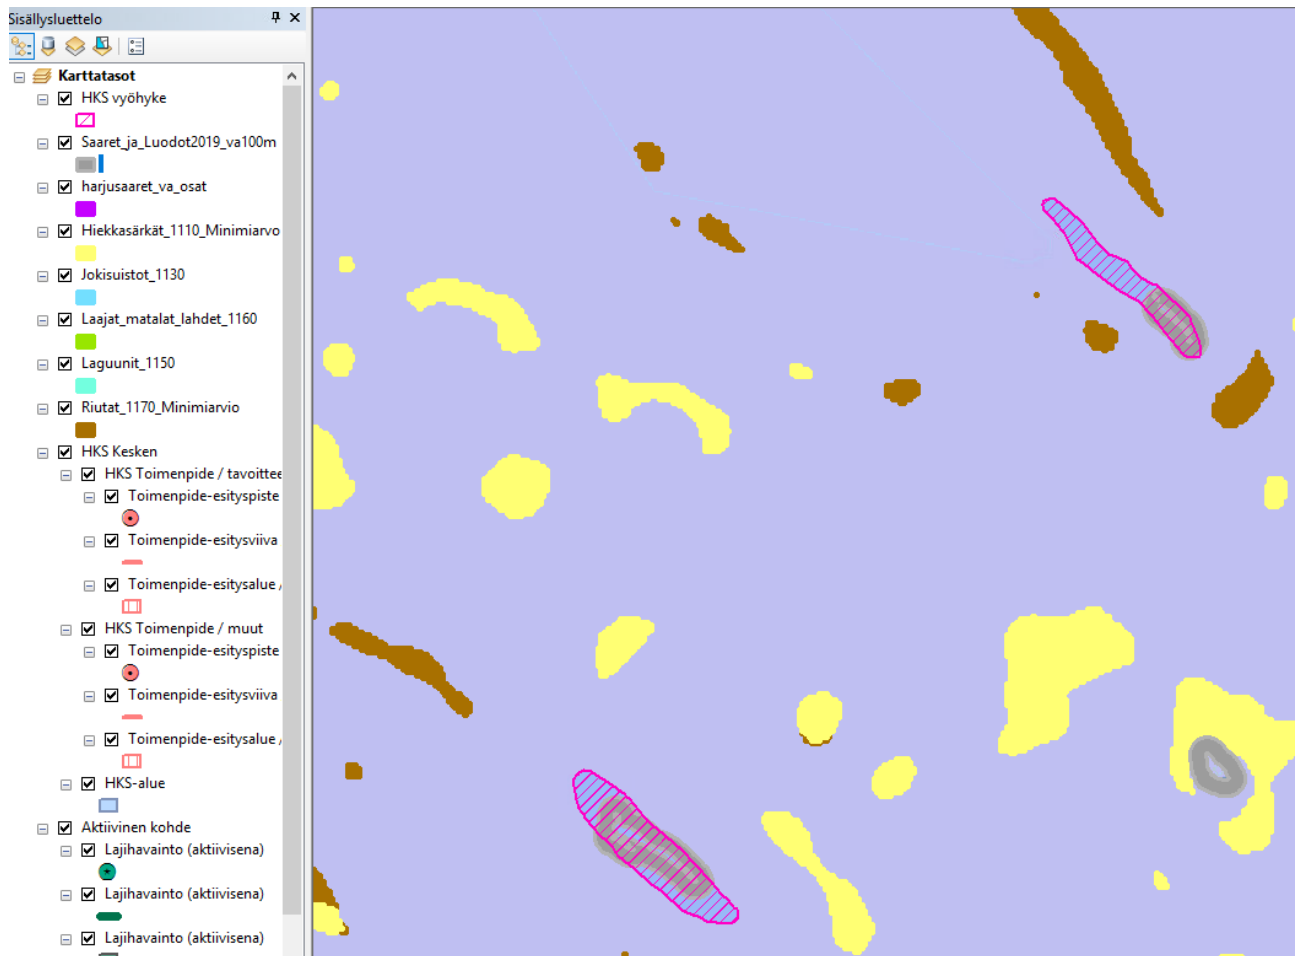 Sisällysluettelo
Karttatasot
HKS vyöhyke
Saaret_ja_Luodot2019_va100m
harjusaaret_va_osat
Hiekkasärkät_1110_Minimiarvo
Jokisuistot_1130
Laajat_matalat_lahdet_1160
Laguunit_1150
Riutat_1170_Minimiarvio
HKS Kesken
HKS Toimenpide / tavoittee
Toimenpide-esityspiste
Toimenpide-esitysviiva
Toimenpide-esitysalue /
HKS Toimenpide / muut
Toimenpide-esityspiste
Toimenpide-esitysviiva
Toimenpide-esitysalue /
HKS-alue
Aktiivinen kohde
Lajihavainto (aktiivisena)
Lajihavainto (aktiivisena)
Lajihavainto (aktiivisena)